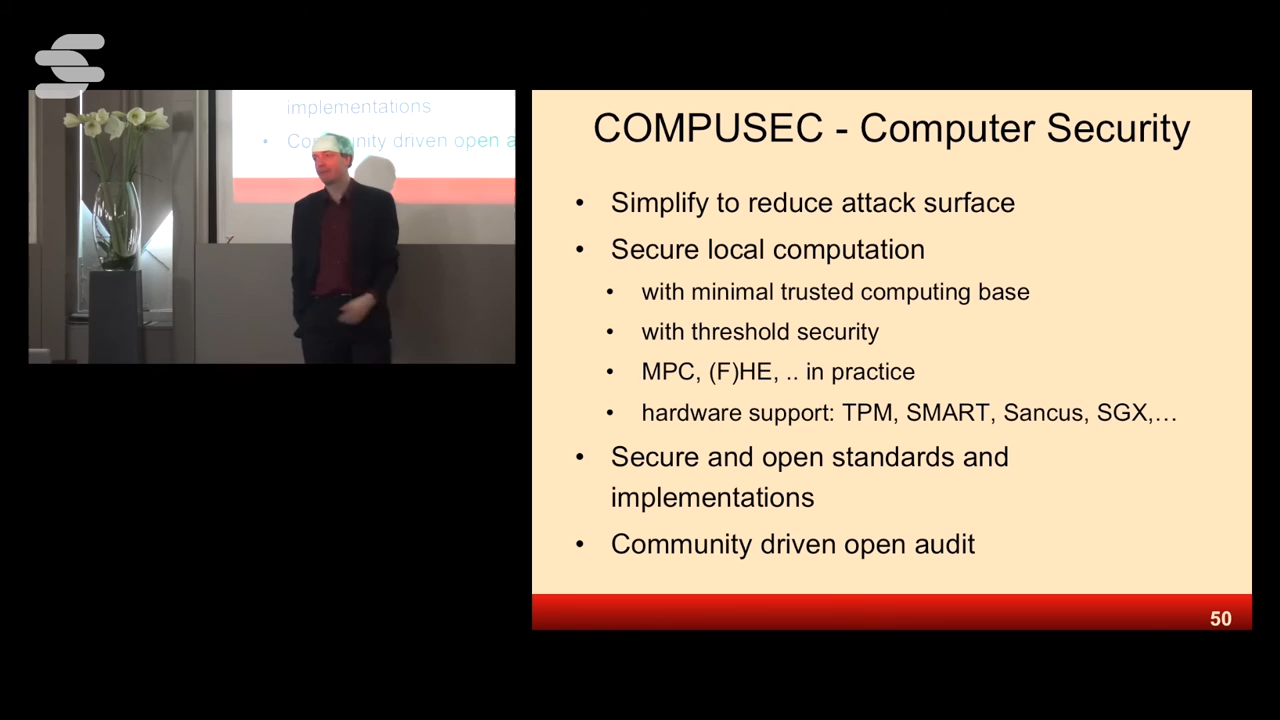 implementations
• Community driven open a
COMPUSEC - Computer Security
• Simplify to reduce attack surface
• Secure local computation
• with minimal trusted computing base
• with threshold security
• MPC, (F)HE, .. in practice
• hardware support: TPM, SMART, Sancus, SGX,…
• Secure and open standards and
implementations
• Community driven open audit
50